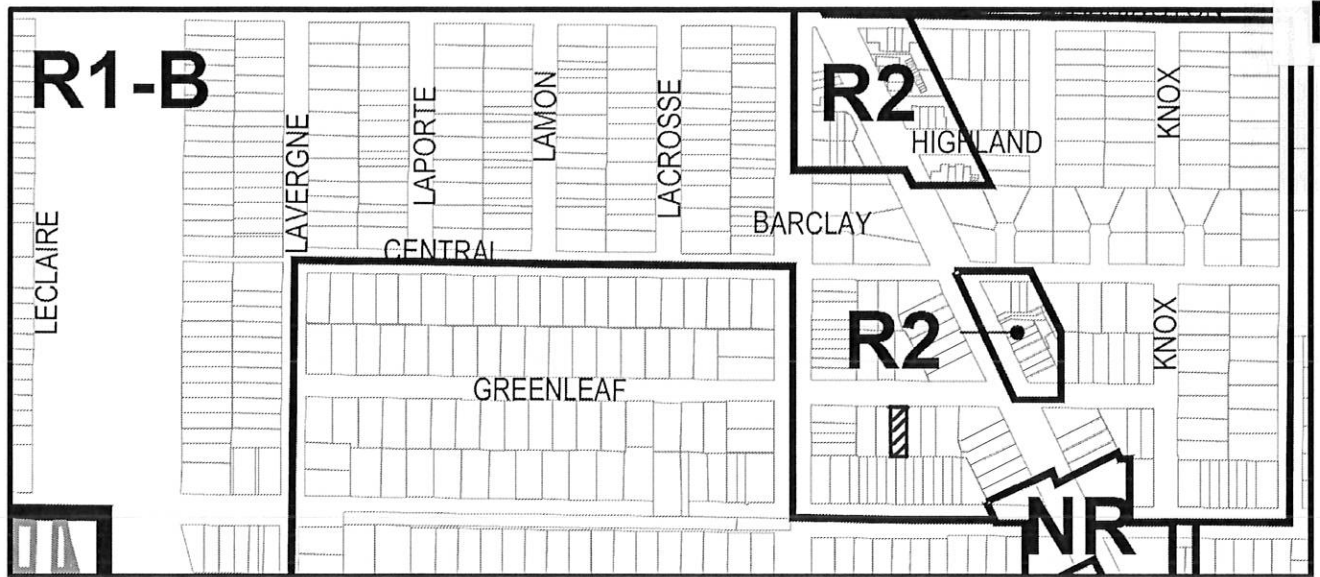 R1-B
R2
KNOX
HIGHLAND
LAMON
LAPORTE
LACROSSE
LAVERGNE
LECLAIRE
BARCLAY
CENTRAL
R2
KNOX
GREENLEAF
NR